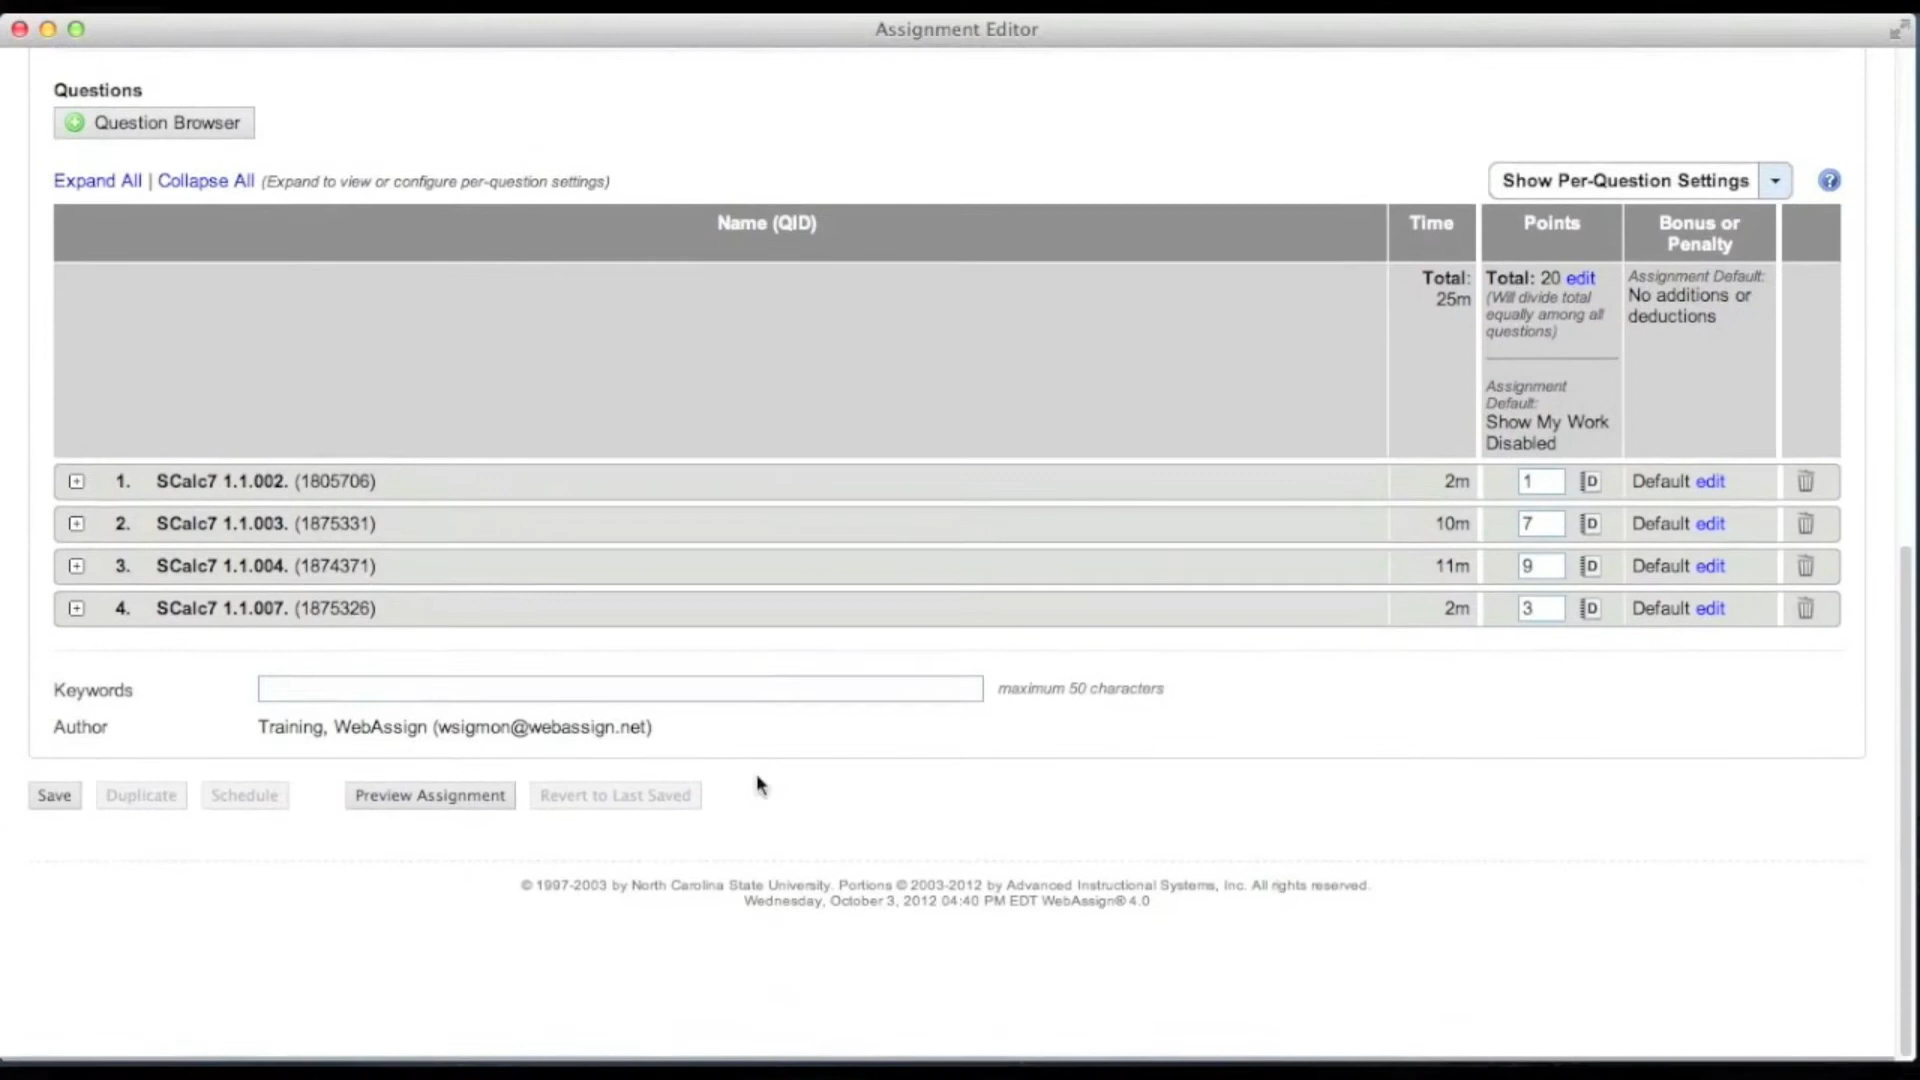 Assignment Editor
Questions
Question Browser
Expand All | Collapse All (Expand to view or configure per-question settings)
Show Per-Question Settings
?
Name (QID) Time Points Bonus or
Penalty
Total: Total: 20 edit Assignment Default:
25m (Will divide total No additions or
equally among all deductions
questions)
Assignment
Default:
Show My Work
Disabled
1. SCalc7 1.1.002. (1805706) 2m 1 D Default edit
2. SCalc7 1.1.003. (1875331) 10m 7 D Default edit
3. SCalc7 1.1.004. (1874371) 11m 9 D Default edit
4. SCalc7 1.1.007. (1875326) 2m 3 D Default edit
Keywords maximum 50 characters
Author Training, WebAssign (wsigmon@webassign.net)
Save Duplicate Schedule Preview Assignment Revert to Last Saved
© 1997-2003 by North Carolina State University. Portions © 2003-2012 by Advanced Instructional Systems, Inc. All rights reserved.
Wednesday, October 3, 2012 04:40 PM EDT WebAssign® 4.0